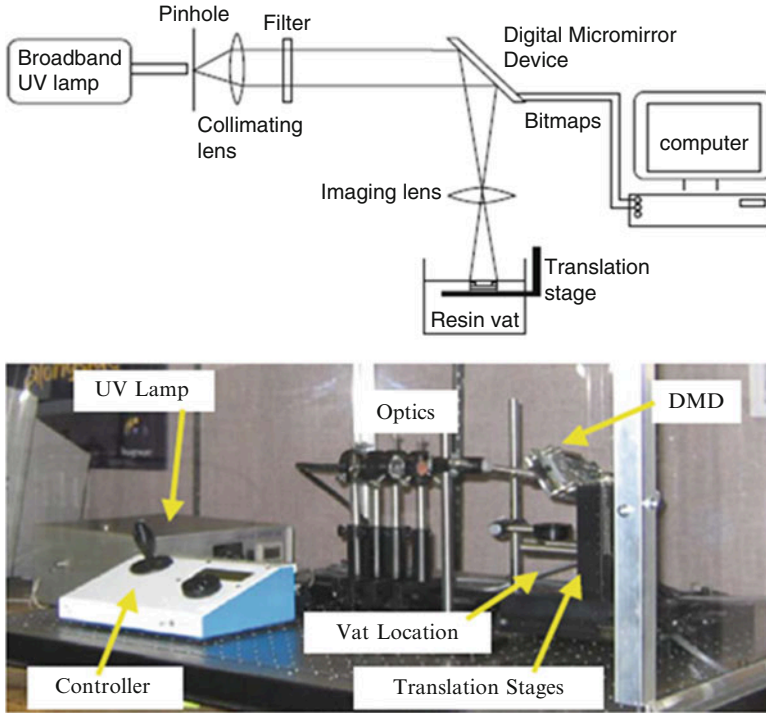 Pinhole
Filter
Digital Micromirror
Device
Broadband
UV lamp
Collimating
lens
Bitmaps
computer
Imaging lens
Translation
stage
Resin vat
UV Lamp
Optics
DMD
Vat Location
Controller
Translation Stages